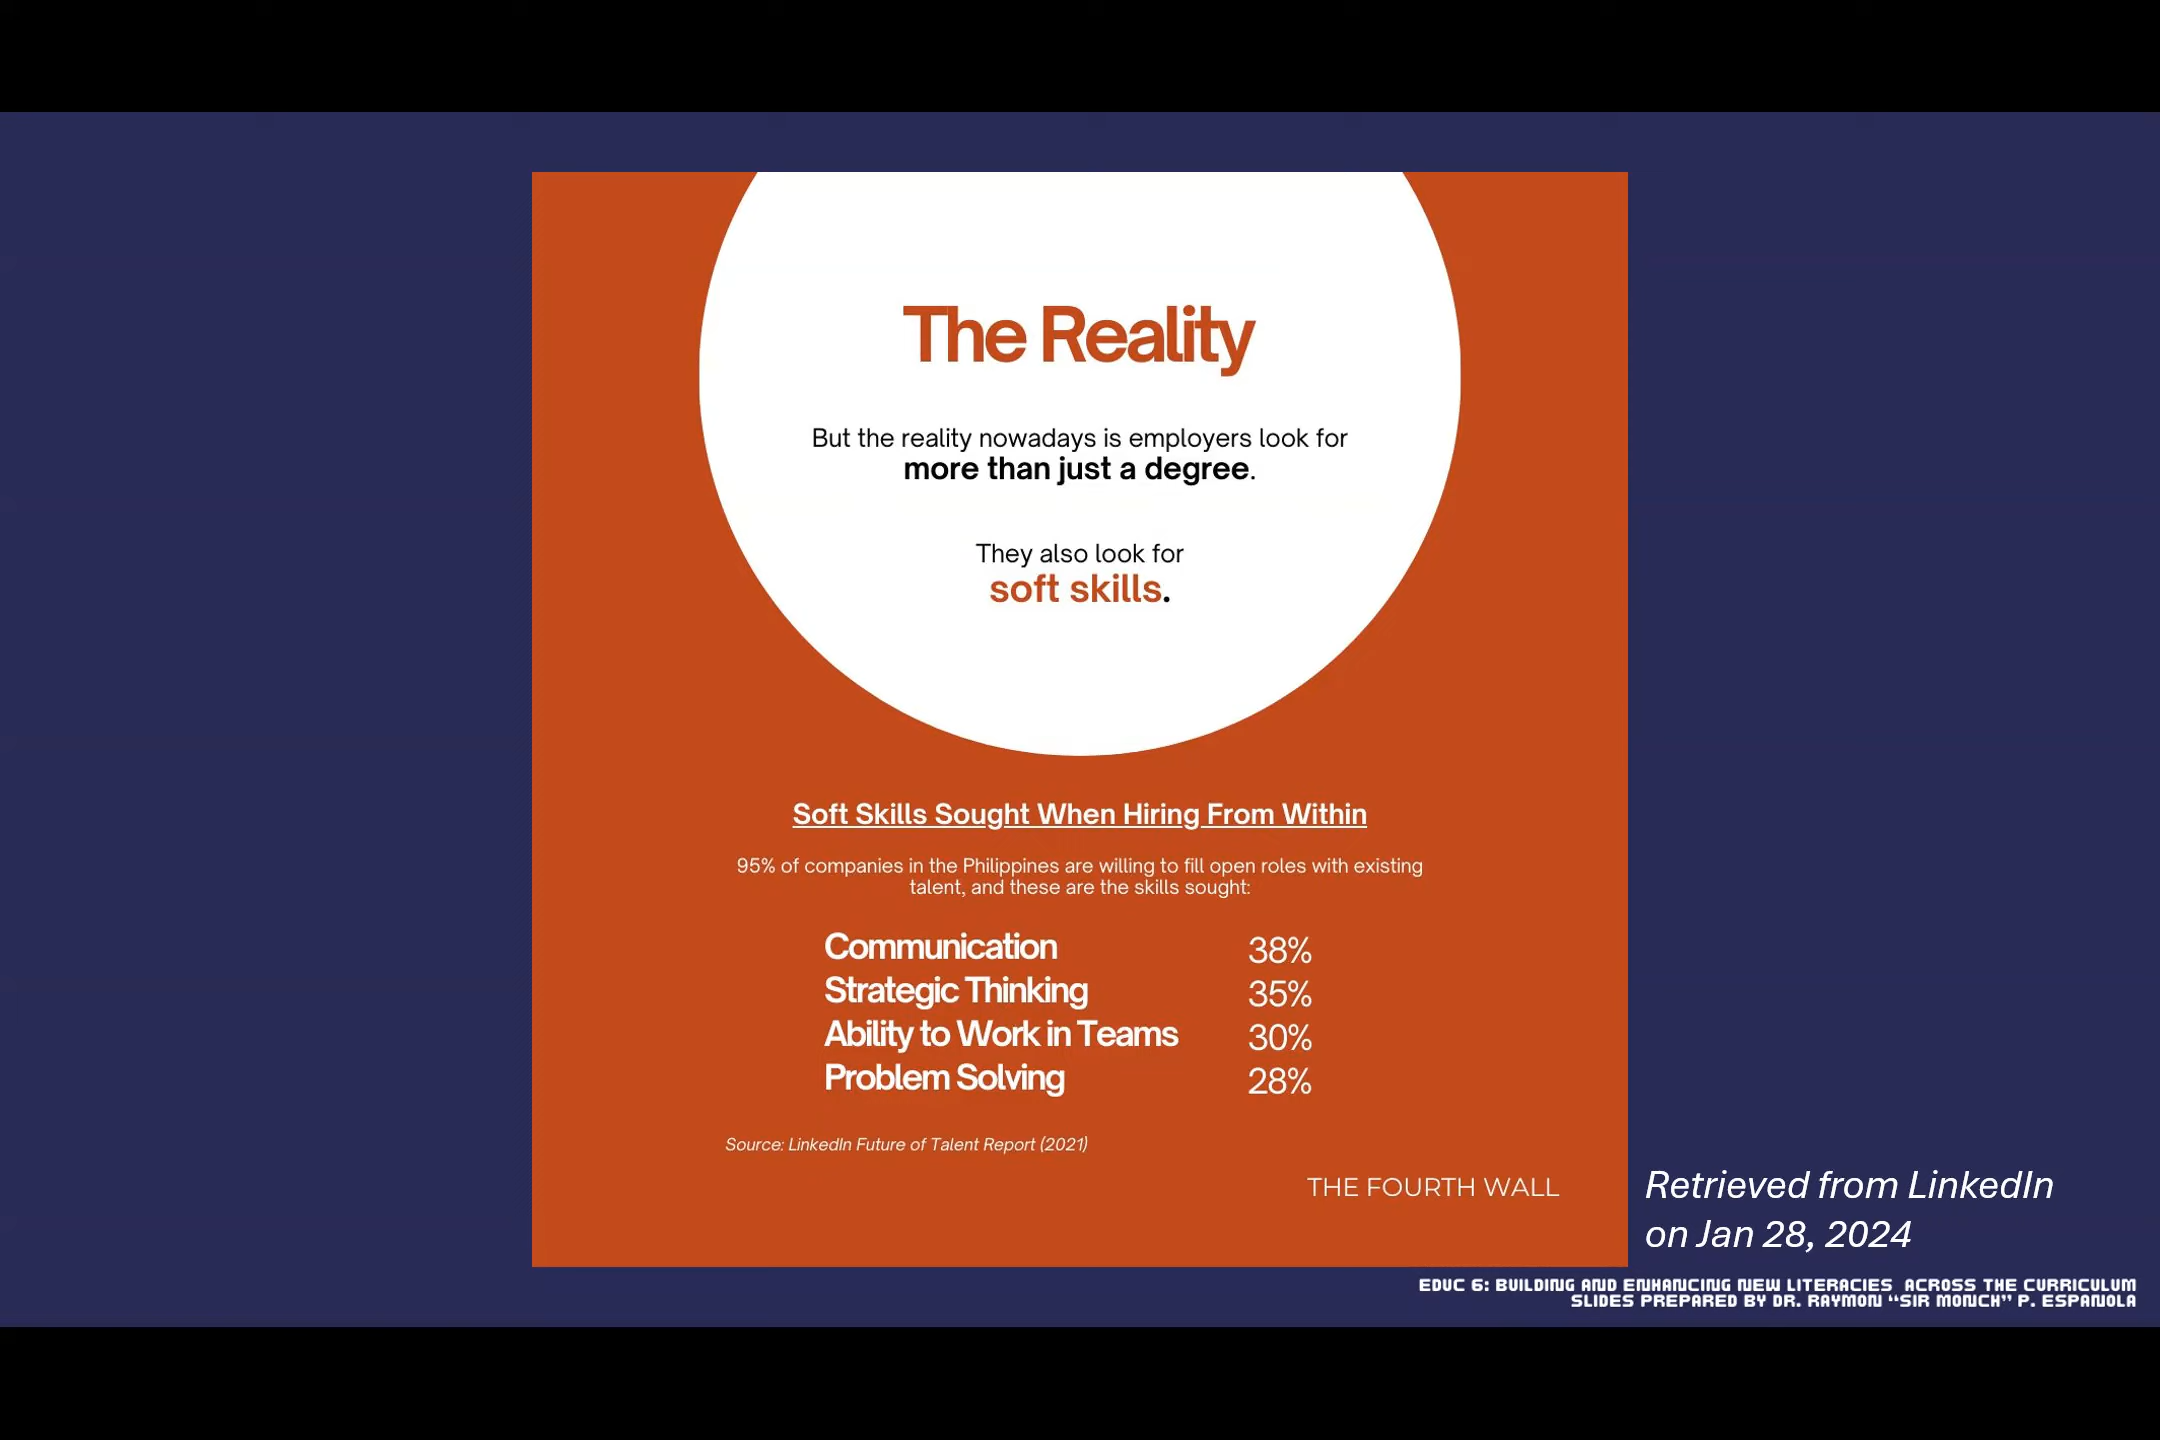 The Reality
But the reality nowadays is employers look for
more than just a degree.
They also look for
soft skills.
Soft Skills Sought When Hiring From Within
95% of companies in the Philippines are willing to fill open roles with existing
talent, and these are the skills sought:
Communication 38%
Strategic Thinking 35%
Ability to Work in Teams 30%
Problem Solving 28%
Source: LinkedIn Future of Talent Report (2021)
THE FOURTH WALL
Retrieved from LinkedIn
on Jan 28, 2024
EDUC 6: BUILDING AND ENHANCING NEW LITERACIES ACROSS THE CURRICULUM
SLIDES PREPARED BY DR. RAYMON “SIR MONCH” P. ESPANOLA